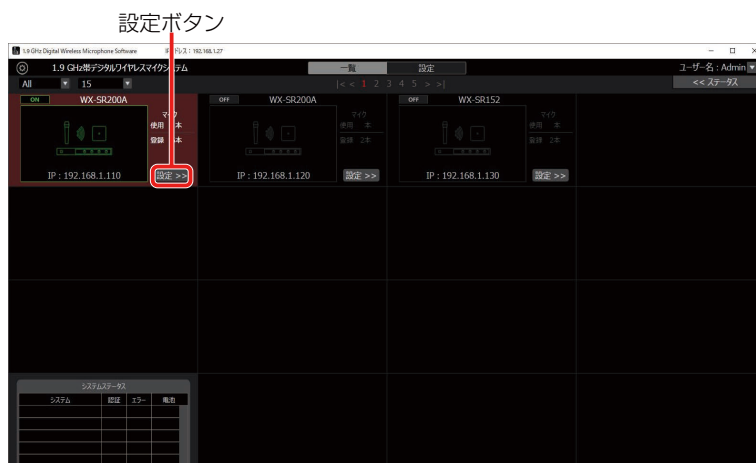 設定ボタン
1.9 GHz Digital Wireless Microphone Software IPアドレス：192.168.1.27
1.9 GHz帯デジタルワイヤレスマイクシステム 一覧 設定 ユーザー名 : Admin
All 15 |< < 1 2 3 4 5 > >| << ステータス
ON WX-SR200A OFF WX-SR200A OFF WX-SR152
マイク マイク マイク
使用 本 使用 本 使用 本
登録 本 登録 2本 登録 2本
IP : 192.168.1.110 設定 >> IP : 192.168.1.120 設定 >> IP : 192.168.1.130 設定 >>
システムステータス
システム 認証 エラー 電池